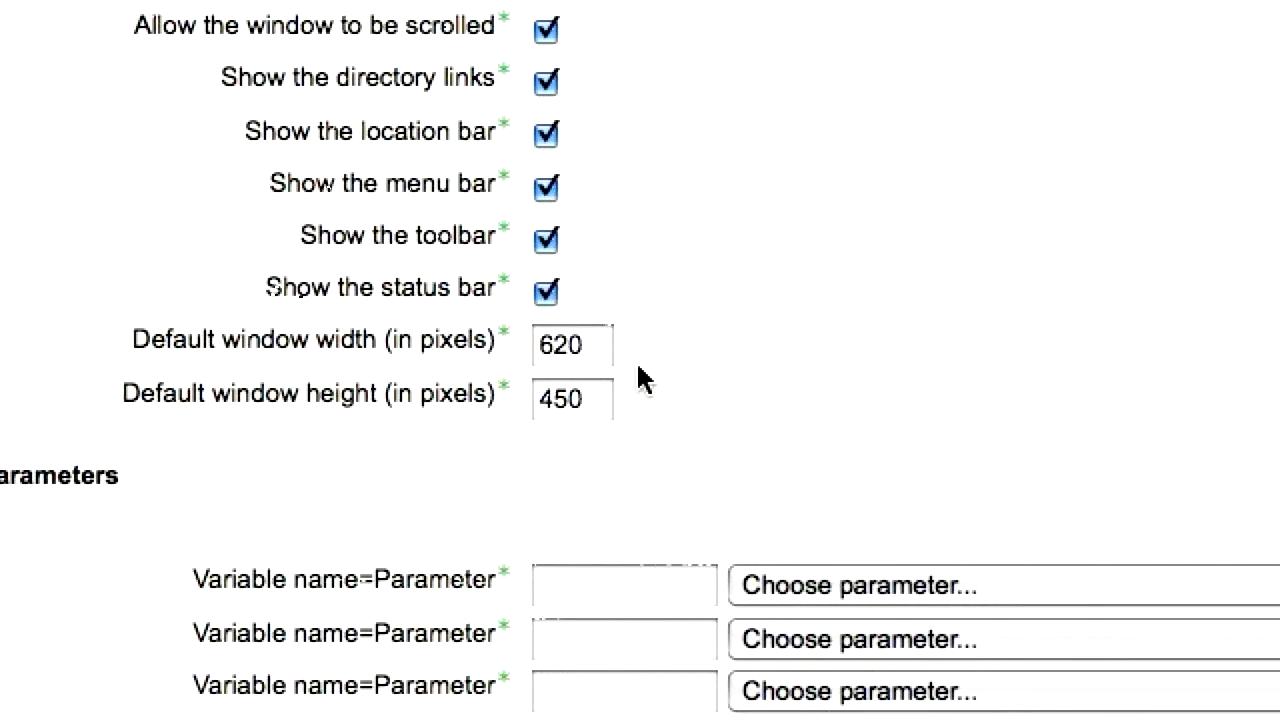 Allow the window to be scrolled*
Show the directory links*
Show the location bar*
Show the menu bar*
Show the toolbar*
Show the status bar*
Default window width (in pixels)* 620
Default window height (in pixels)* 450
arameters
Variable name=Parameter* Choose parameter...
Variable name=Parameter* Choose parameter...
Variable name=Parameter* Choose parameter...